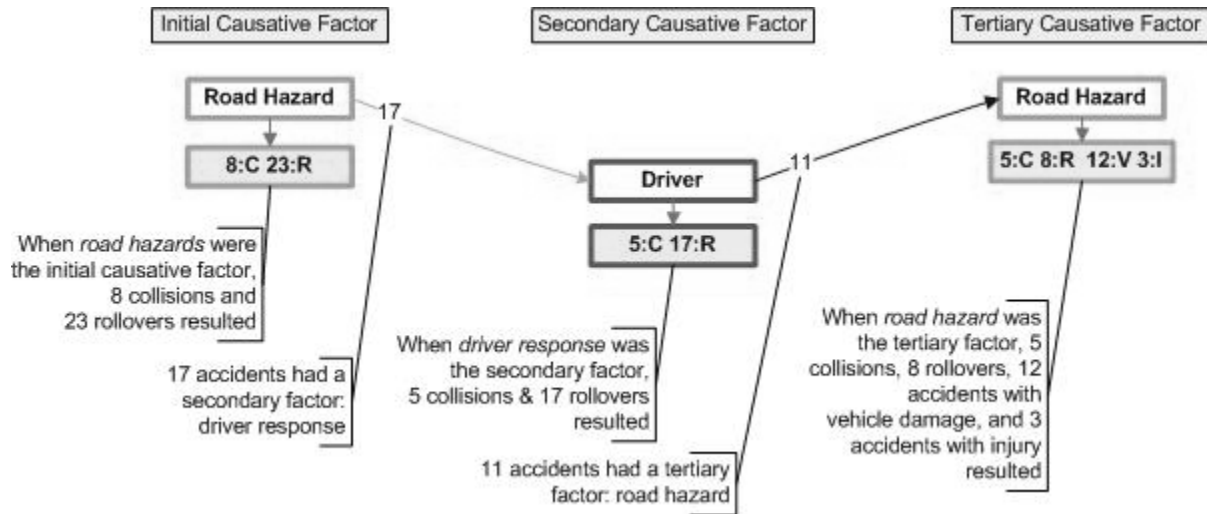 Initial Causative Factor
Secondary Causative Factor
Tertiary Causative Factor
Road Hazard
17
8:C 23:R
Driver
5:C 17:R
11
Road Hazard
5:C 8:R 12:V 3:I
When road hazards were
the initial causative factor,
8 collisions and
23 rollovers resulted
17 accidents had a
secondary factor:
driver response
When driver response was
the secondary factor,
5 collisions & 17 rollovers
resulted
11 accidents had a tertiary
factor: road hazard
When road hazard was
the tertiary factor, 5
collisions, 8 rollovers, 12
accidents with
vehicle damage, and 3
accidents with injury
resulted